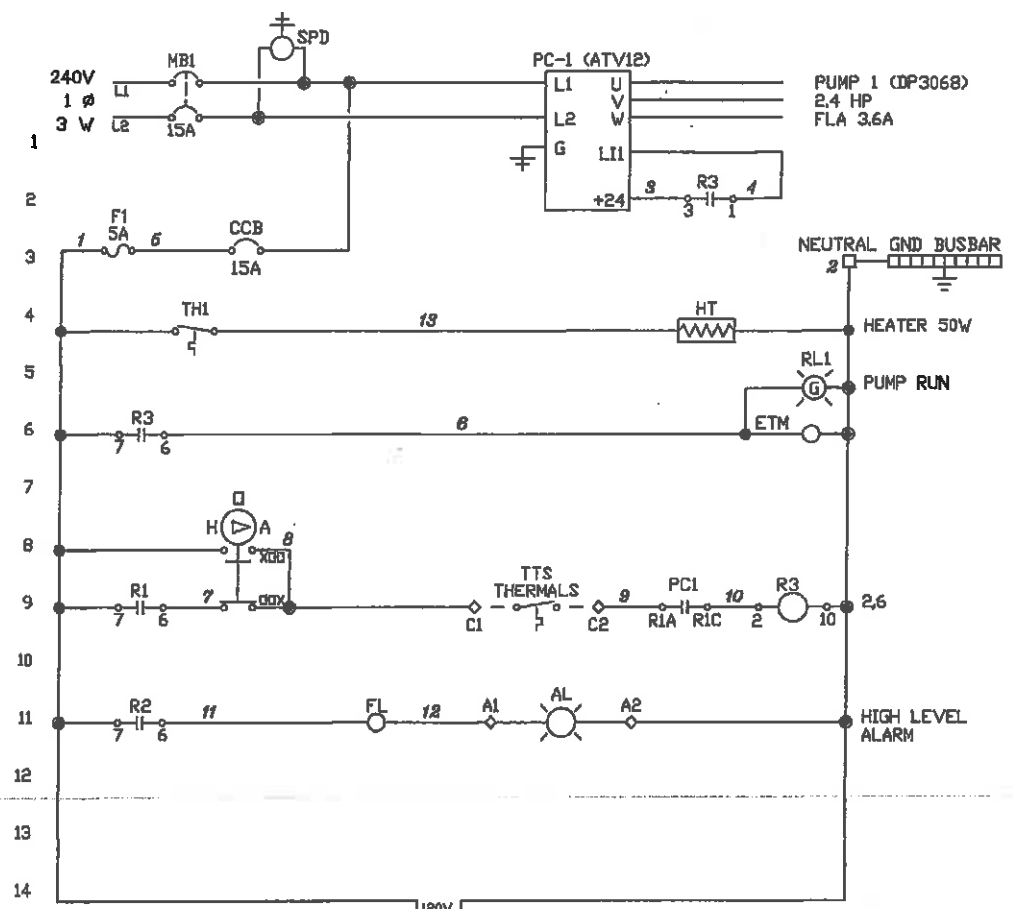 SPD
MB1
PC-1 (ATV12)
240V L1 L1 U PUMP 1 (DP3068)
1 Ø V 2.4 HP
3 W L2 15A L2 W FLA 3.6A
1 G LI1
2 +24 3 R3 4
3 1
F1 5A 5 CCB
3 1 15A
NEUTRAL GND BUSBAR
2
4 TH1 13 HT HEATER 50W
5 RL1 G PUMP RUN
6 R3 6 ETM
7 6
7
O
H A
8 8
XOO
TTS
THERMALS
9 R1 7 OOX 9 PC1 10 R3 2,6
7 6 C1 C2 R1A R1C 2 10
10
11 R2 11 FL 12 A1 AL A2 HIGH LEVEL
7 6 ALARM
12
13
14